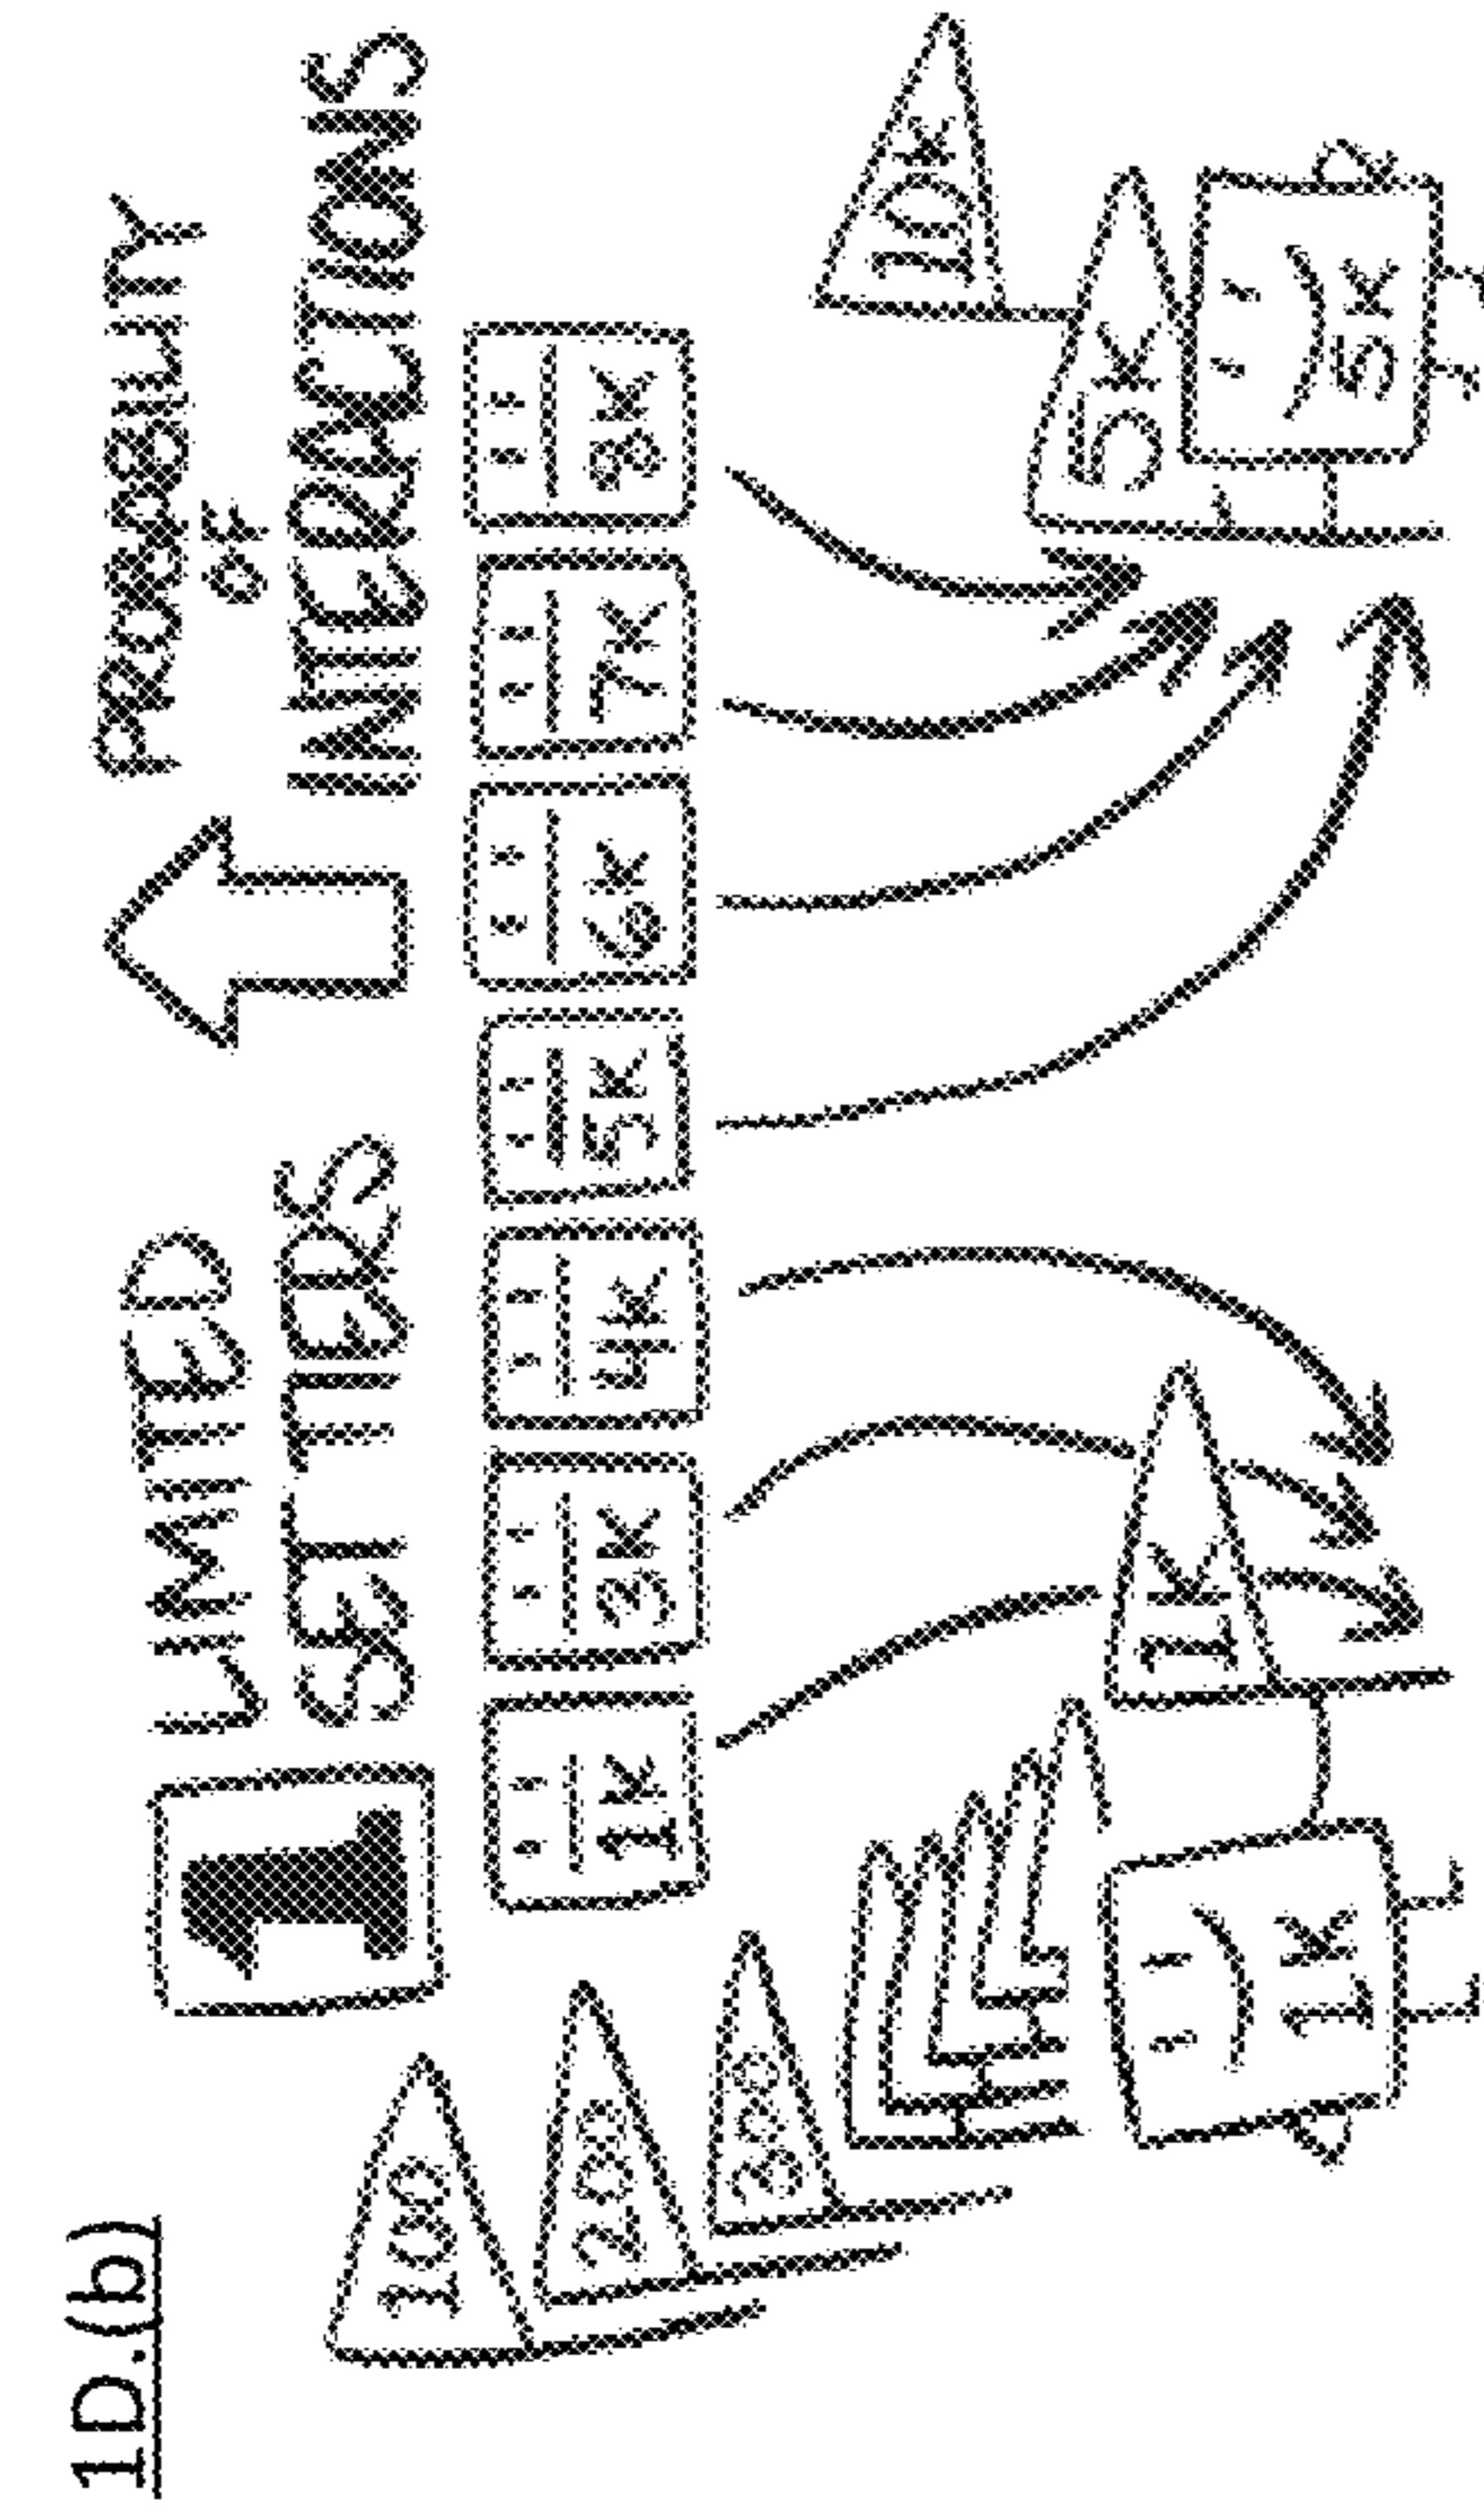 1D.(b)
1 LIMITED
SET TIERS
PROBABILITY
OF
INTERACTIONS
100
200
300
1K 3K 4K 5K 6K 7K 8K
10K
1K
5K
1K
5K